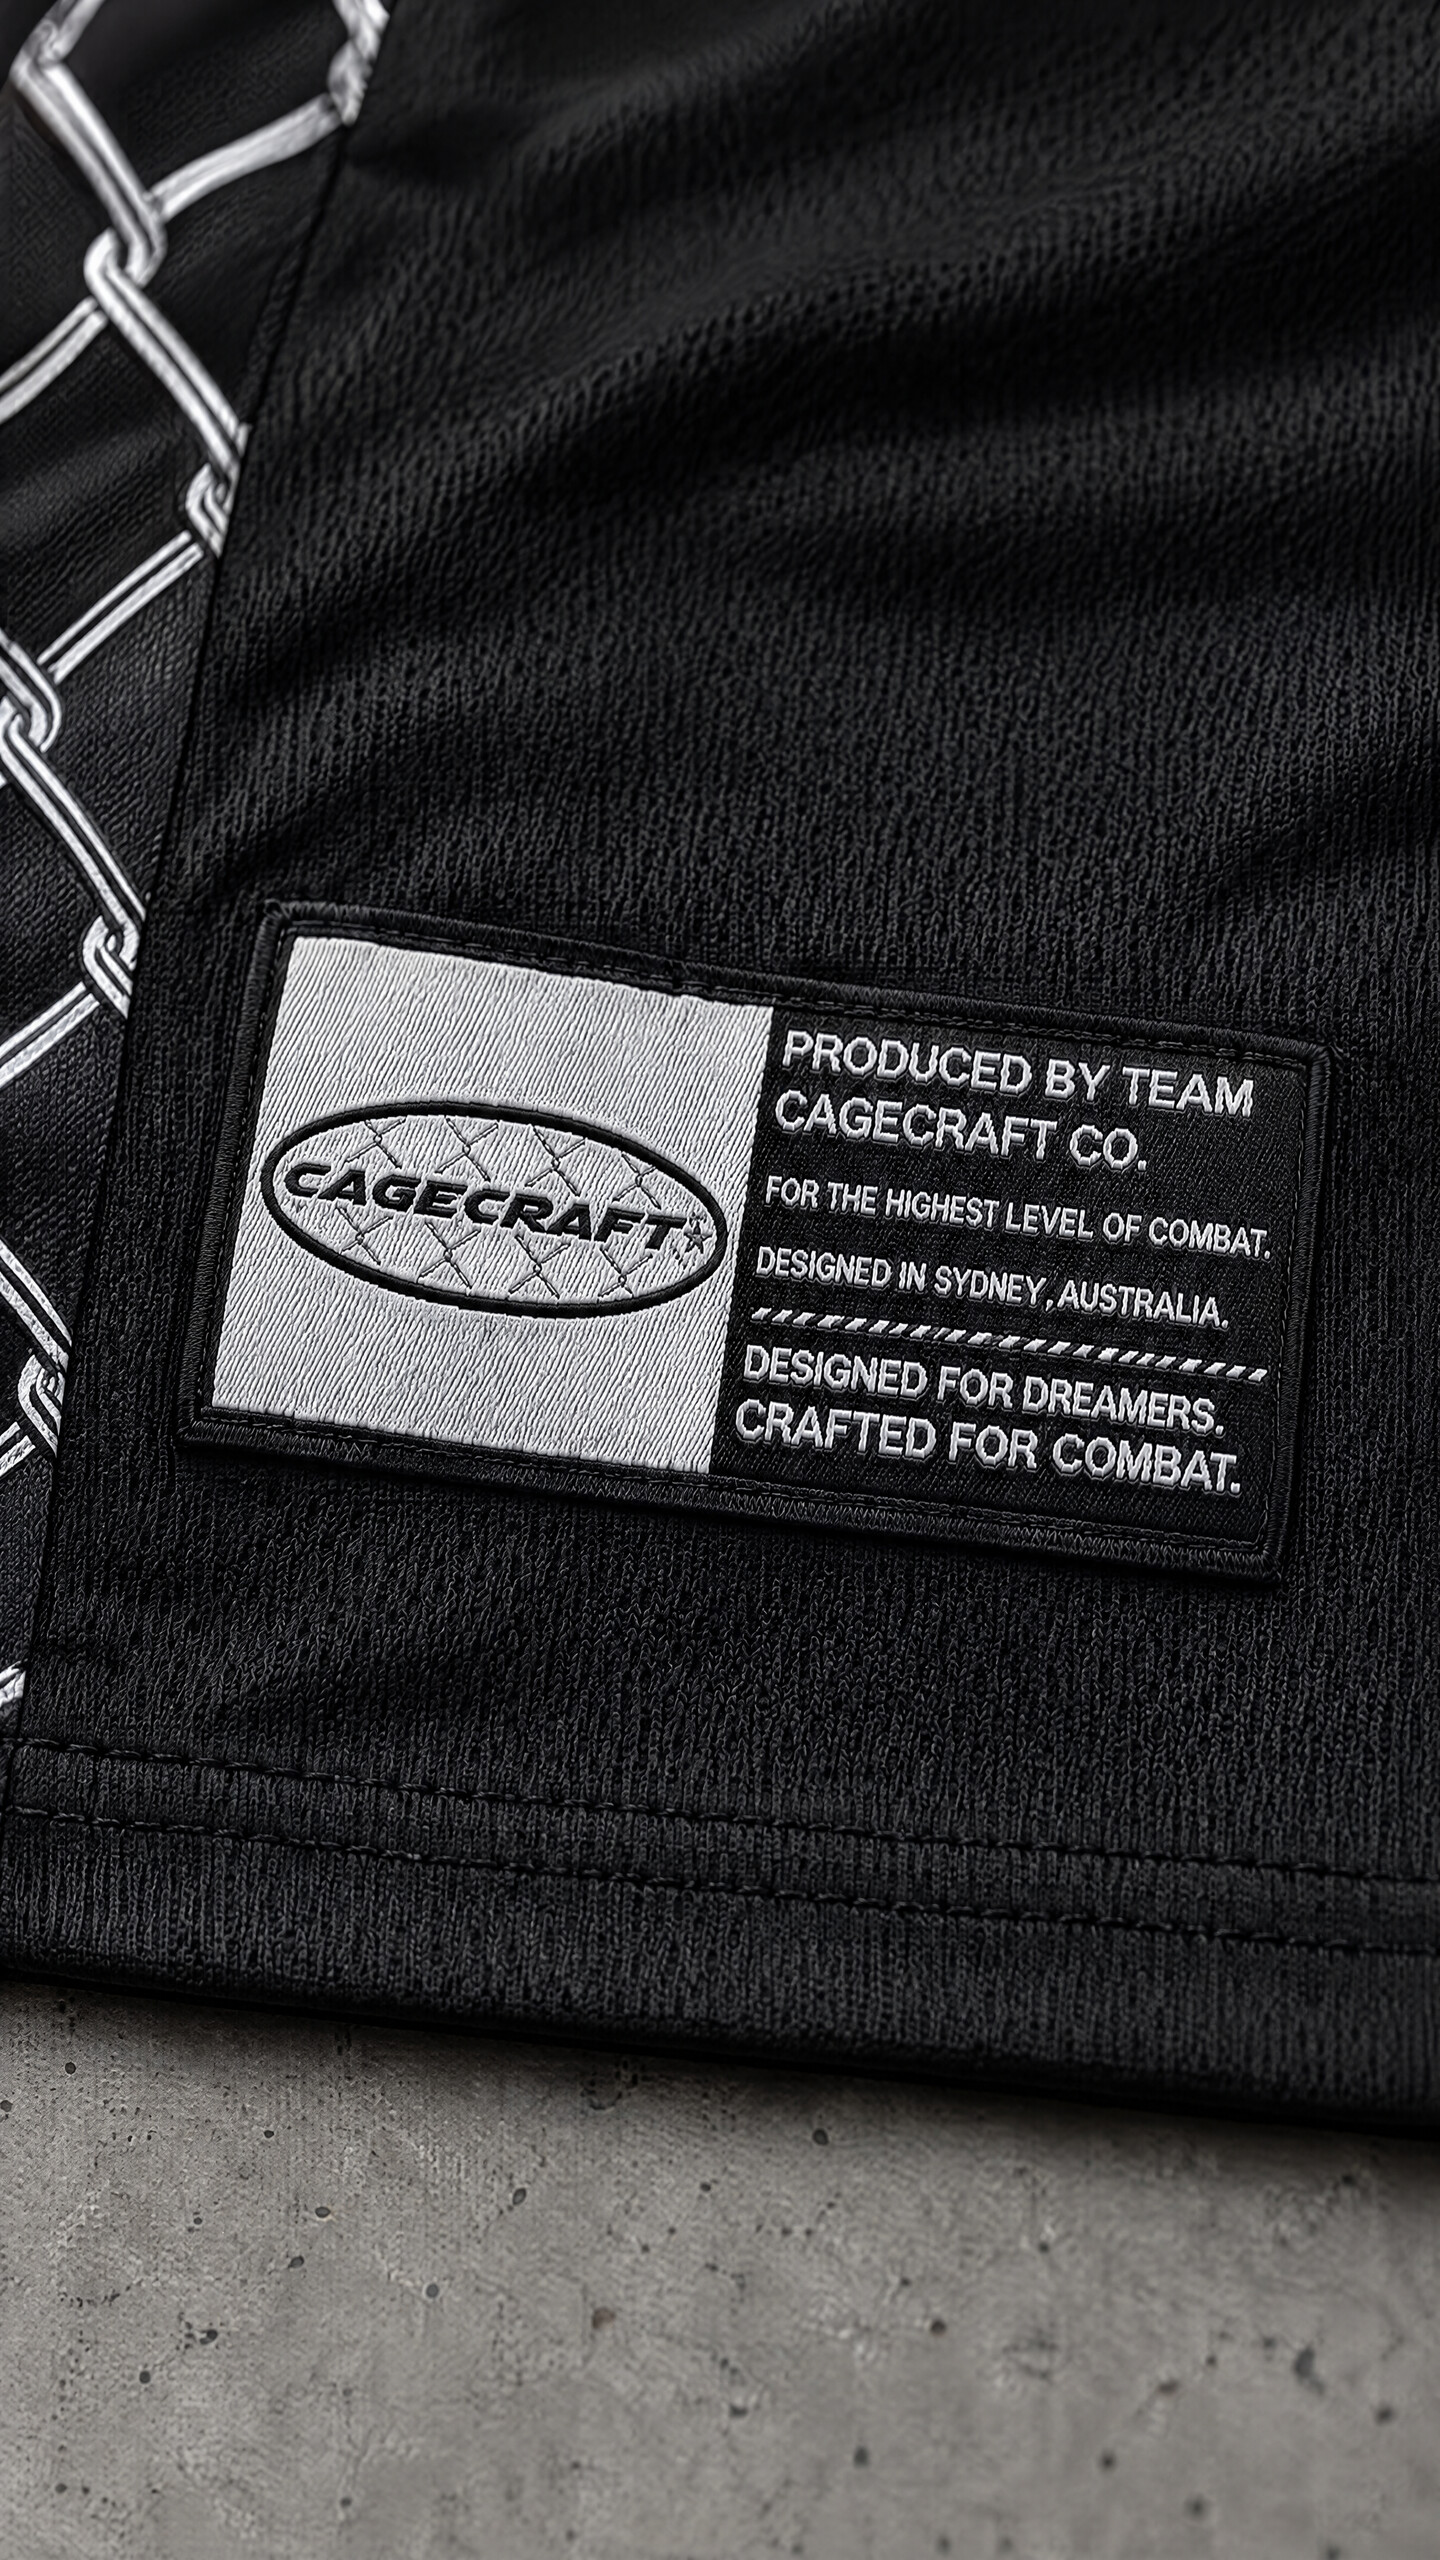 CAGECRAFT
PRODUCED BY TEAM
CAGECRAFT CO.
FOR THE HIGHEST LEVEL OF COMBAT.
DESIGNED IN SYDNEY, AUSTRALIA.
DESIGNED FOR DREAMERS.
CRAFTED FOR COMBAT.